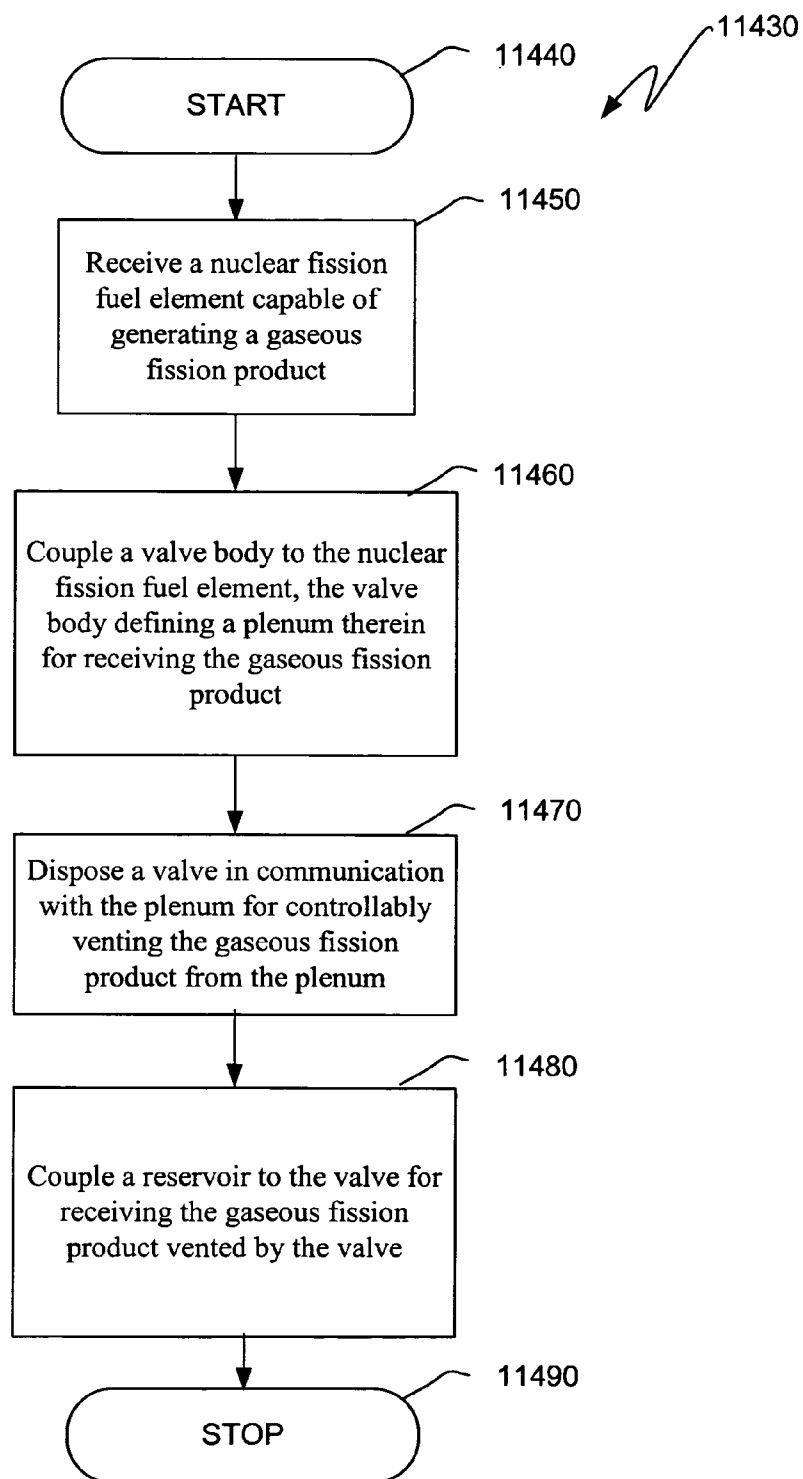 11430
11440
START
11450
Receive a nuclear fission
fuel element capable of
generating a gaseous
fission product
11460
Couple a valve body to the nuclear
fission fuel element, the valve
body defining a plenum therein
for receiving the gaseous fission
product
11470
Dispose a valve in communication
with the plenum for controllably
venting the gaseous fission
product from the plenum
11480
Couple a reservoir to the valve for
receiving the gaseous fission
product vented by the valve
11490
STOP